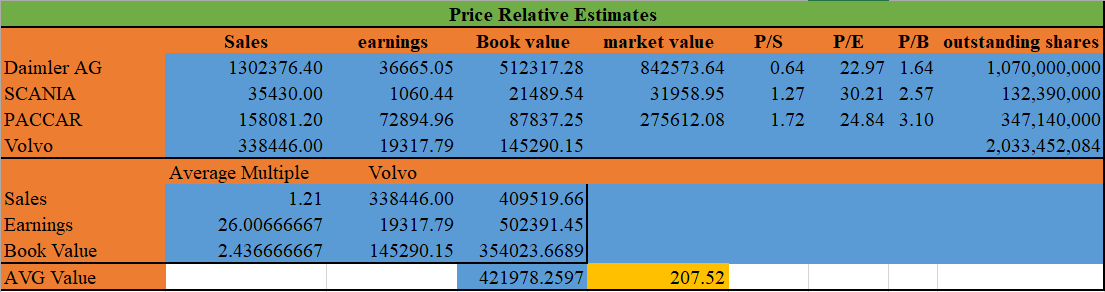 Price Relative Estimates
Sales earnings Book value market value P/S P/E P/B outstanding shares
Daimler AG 1302376.40 36665.05 512317.28 842573.64 0.64 22.97 1.64 1,070,000,000
SCANIA 35430.00 1060.44 21489.54 31958.95 1.27 30.21 2.57 132,390,000
PACCAR 158081.20 72894.96 87837.25 275612.08 1.72 24.84 3.10 347,140,000
Volvo 338446.00 19317.79 145290.15 2,033,452,084
Average Multiple Volvo
Sales 1.21 338446.00 409519.66
Earnings 26.00666667 19317.79 502391.45
Book Value 2.436666667 145290.15 354023.6689
AVG Value 421978.2597 207.52